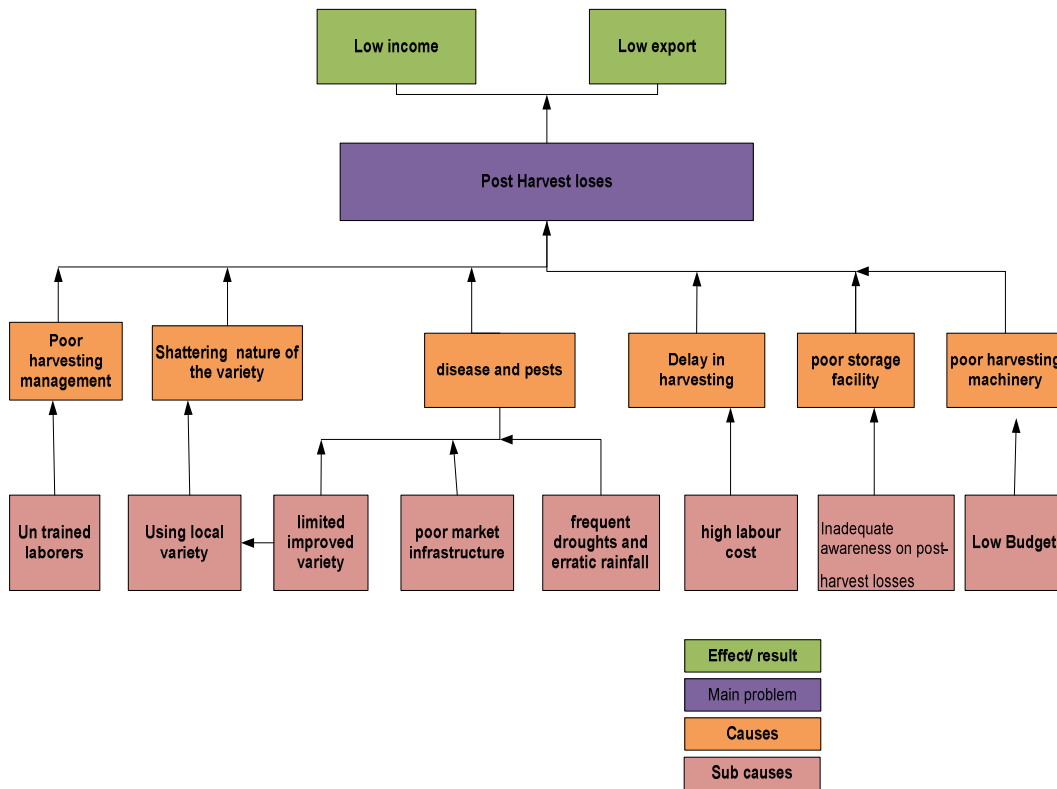 Low income
Low export
Post Harvest loses
Poor
harvesting
management
Shattering nature of
the variety
disease and pests
Delay in
harvesting
poor storage
facility
poor harvesting
machinery
Un trained
laborers
Using local
variety
limited
improved
variety
poor market
infrastructure
frequent
droughts and
erratic rainfall
high labour
cost
Inadequate
awareness on post-
harvest losses
Low Budget
Effect/ result
Main problem
Causes
Sub causes